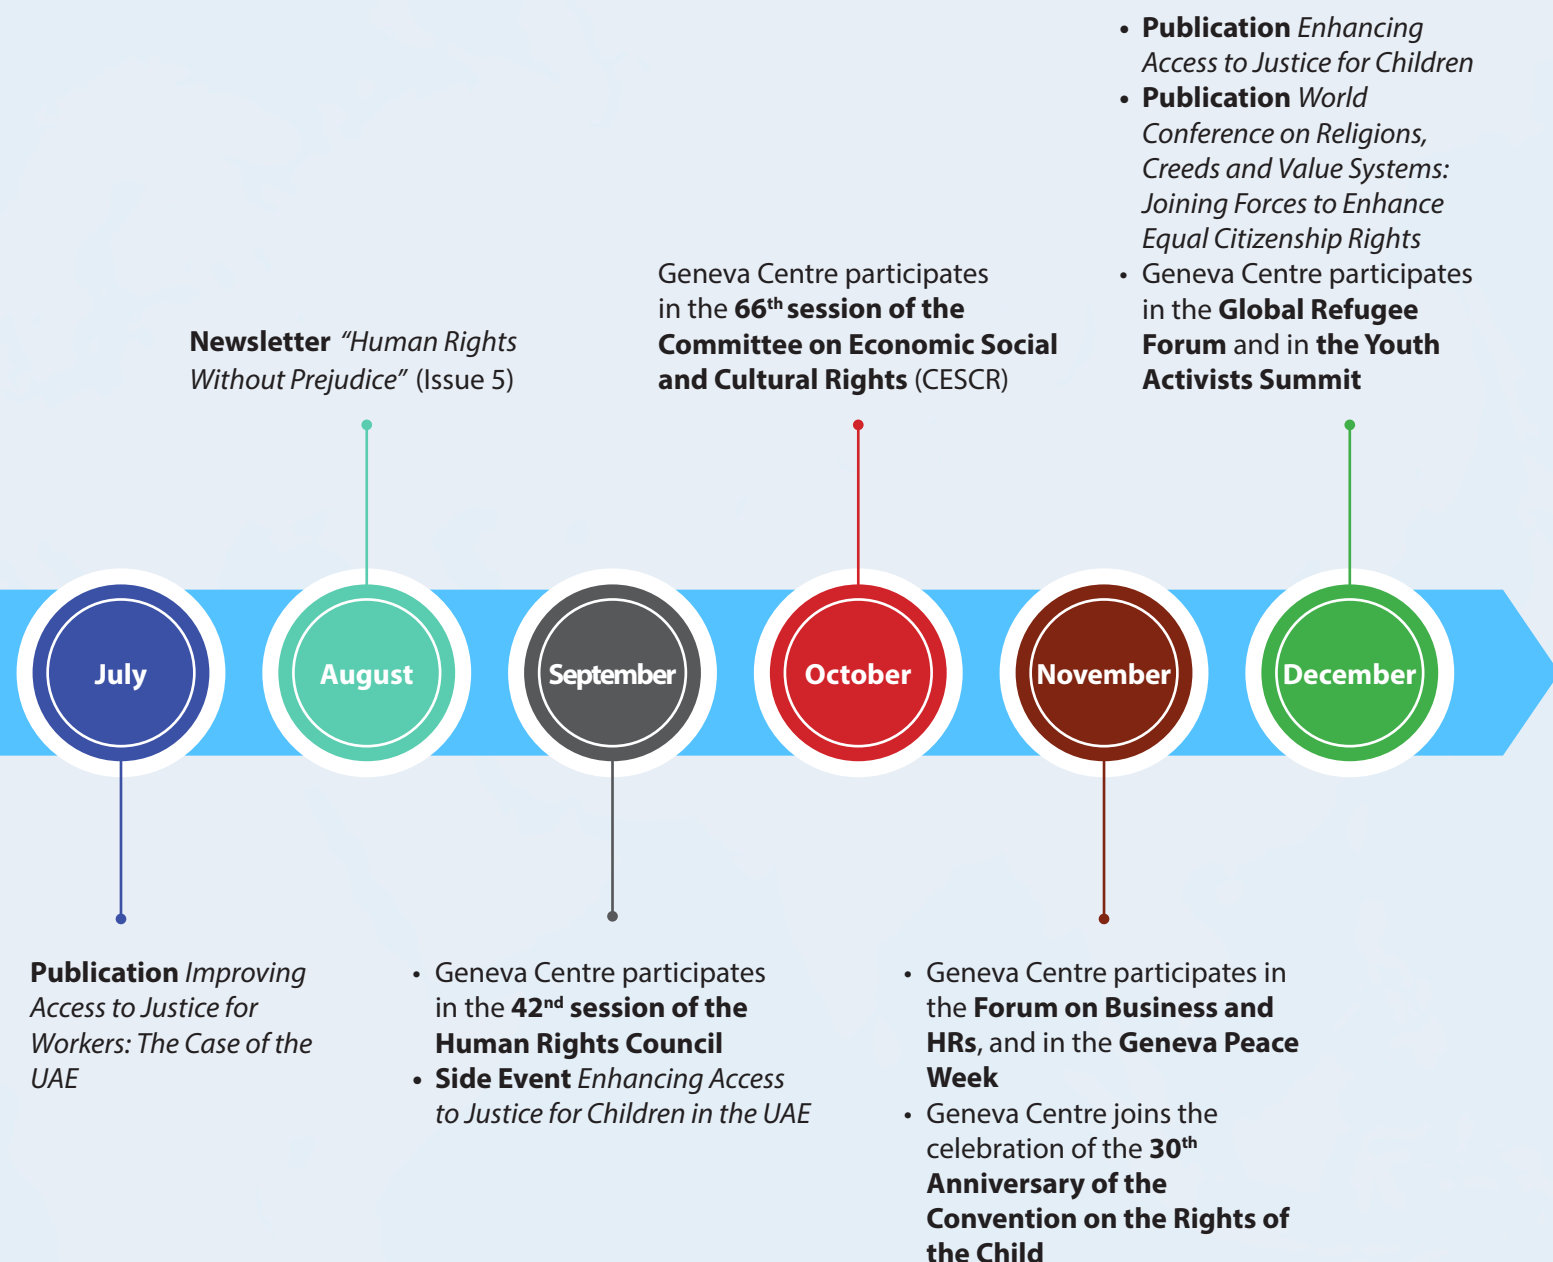 • Publication Enhancing
Access to Justice for Children
• Publication World
Conference on Religions,
Creeds and Value Systems:
Joining Forces to Enhance
Equal Citizenship Rights
• Geneva Centre participates
in the Global Refugee
Forum and in the Youth
Activists Summit
Geneva Centre participates
in the 66th session of the
Committee on Economic Social
and Cultural Rights (CESCR)
Newsletter “Human Rights
Without Prejudice” (Issue 5)
July
August
September
October
November
December
Publication Improving
Access to Justice for
Workers: The Case of the
UAE
• Geneva Centre participates
in the 42nd session of the
Human Rights Council
• Side Event Enhancing Access
to Justice for Children in the UAE
• Geneva Centre participates in
the Forum on Business and
HRs, and in the Geneva Peace
Week
• Geneva Centre joins the
celebration of the 30th
Anniversary of the
Convention on the Rights of
the Child